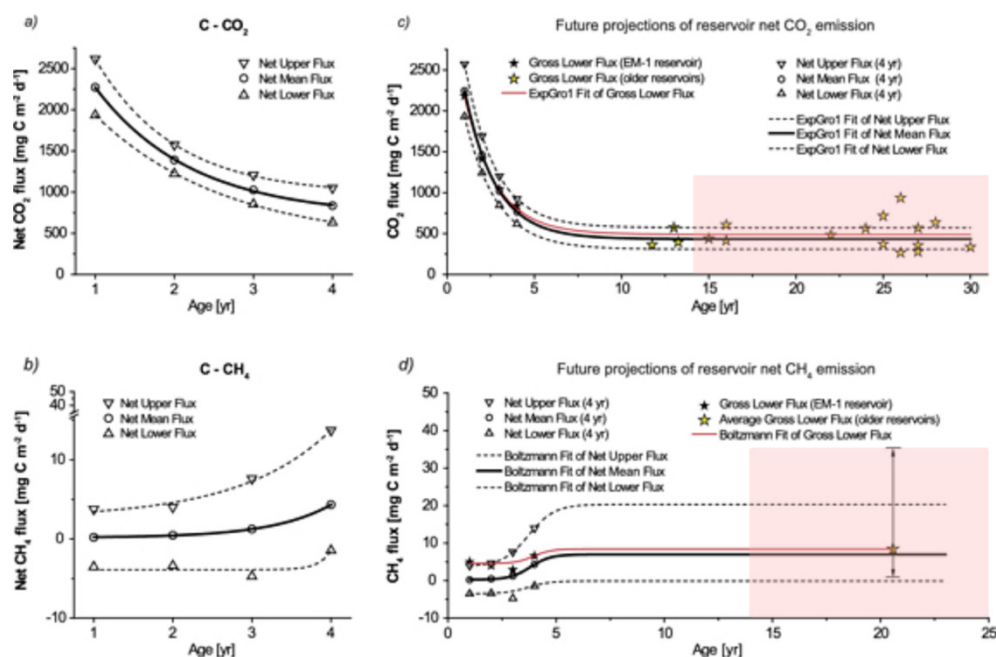 a)
C - CO₂
Net CO₂ flux [mg C m⁻² d⁻¹]
2500
2000
1500
1000
500
0
Net Upper Flux
Net Mean Flux
Net Lower Flux
1 2 3 4
Age [yr]
c)
Future projections of reservoir net CO₂ emission
CO₂ flux [mg C m⁻² d⁻¹]
2500
2000
1500
1000
500
0
Gross Lower Flux (EM-1 reservoir)
Gross Lower Flux (older reservoirs)
ExpGro1 Fit of Gross Lower Flux
Net Upper Flux (4 yr)
Net Mean Flux (4 yr)
Net Lower Flux (4 yr)
ExpGro1 Fit of Net Upper Flux
ExpGro1 Fit of Net Mean Flux
ExpGro1 Fit of Net Lower Flux
0 5 10 15 20 25 30
Age [yr]
b)
C - CH₄
Net CH₄ flux [mg C m⁻² d⁻¹]
50
40
10
0
-10
Net Upper Flux
Net Mean Flux
Net Lower Flux
1 2 3 4
Age [yr]
d)
Future projections of reservoir net CH₄ emission
CH₄ flux [mg C m⁻² d⁻¹]
50
45
40
35
30
25
20
15
10
5
0
-5
-10
Net Upper Flux (4 yr)
Net Mean Flux (4 yr)
Net Lower Flux (4 yr)
Boltzmann Fit of Net Upper Flux
Boltzmann Fit of Net Mean Flux
Boltzmann Fit of Net Lower Flux
Gross Lower Flux (EM-1 reservoir)
Average Gross Lower Flux (older reservoirs)
Boltzmann Fit of Gross Lower Flux
0 5 10 15 20 25
Age [yr]